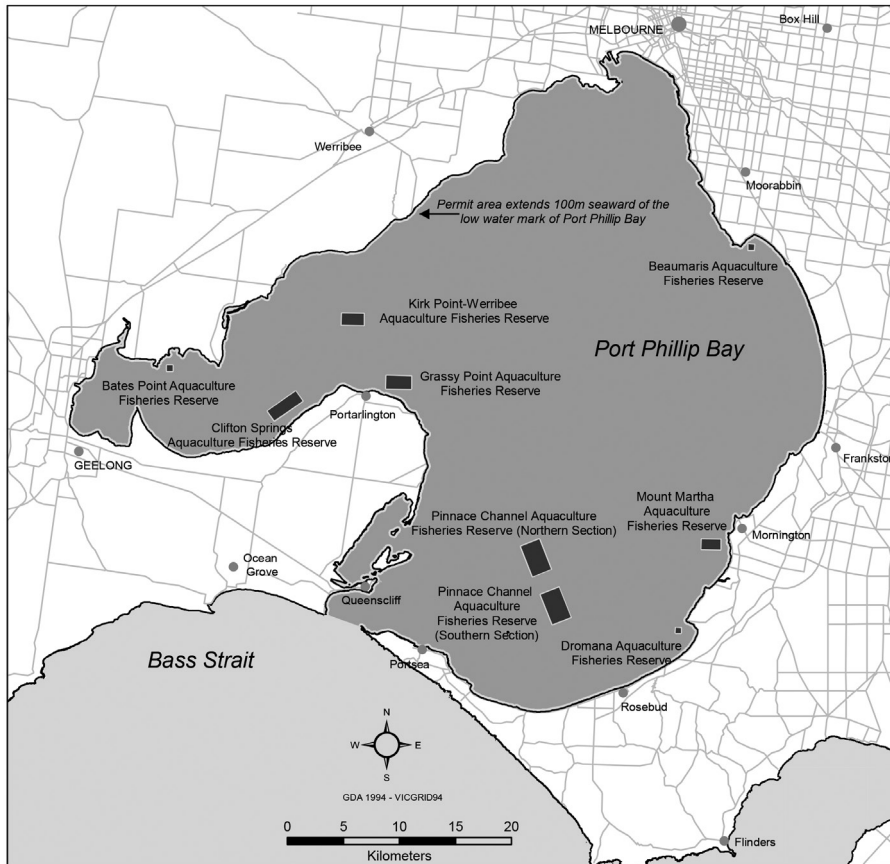 MELBOURNE
Box Hill
Werribee
Moorabbin
Permit area extends 100m seaward of the
low water mark of Port Phillip Bay
Beaumaris Aquaculture
Fisheries Reserve
Kirk Point-Werribee
Aquaculture Fisheries Reserve
Port Phillip Bay
Bates Point Aquaculture
Fisheries Reserve
Grassy Point Aquaculture
Fisheries Reserve
Clifton Springs
Aquaculture Fisheries Reserve
Portarlington
GEELONG
Frankston
Mount Martha
Aquaculture
Fisheries Reserve
Pinnace Channel Aquaculture
Fisheries Reserve (Northern Section)
Mornington
Ocean
Grove
Queenscliff
Pinnace Channel
Aquaculture
Fisheries Reserve
(Southern Section)
Dromana Aquaculture
Fisheries Reserve
Bass Strait
Portsea
Rosebud
N
W E
S
GDA 1994 - VICGRID94
0 5 10 15 20
Kilometers
Flinders